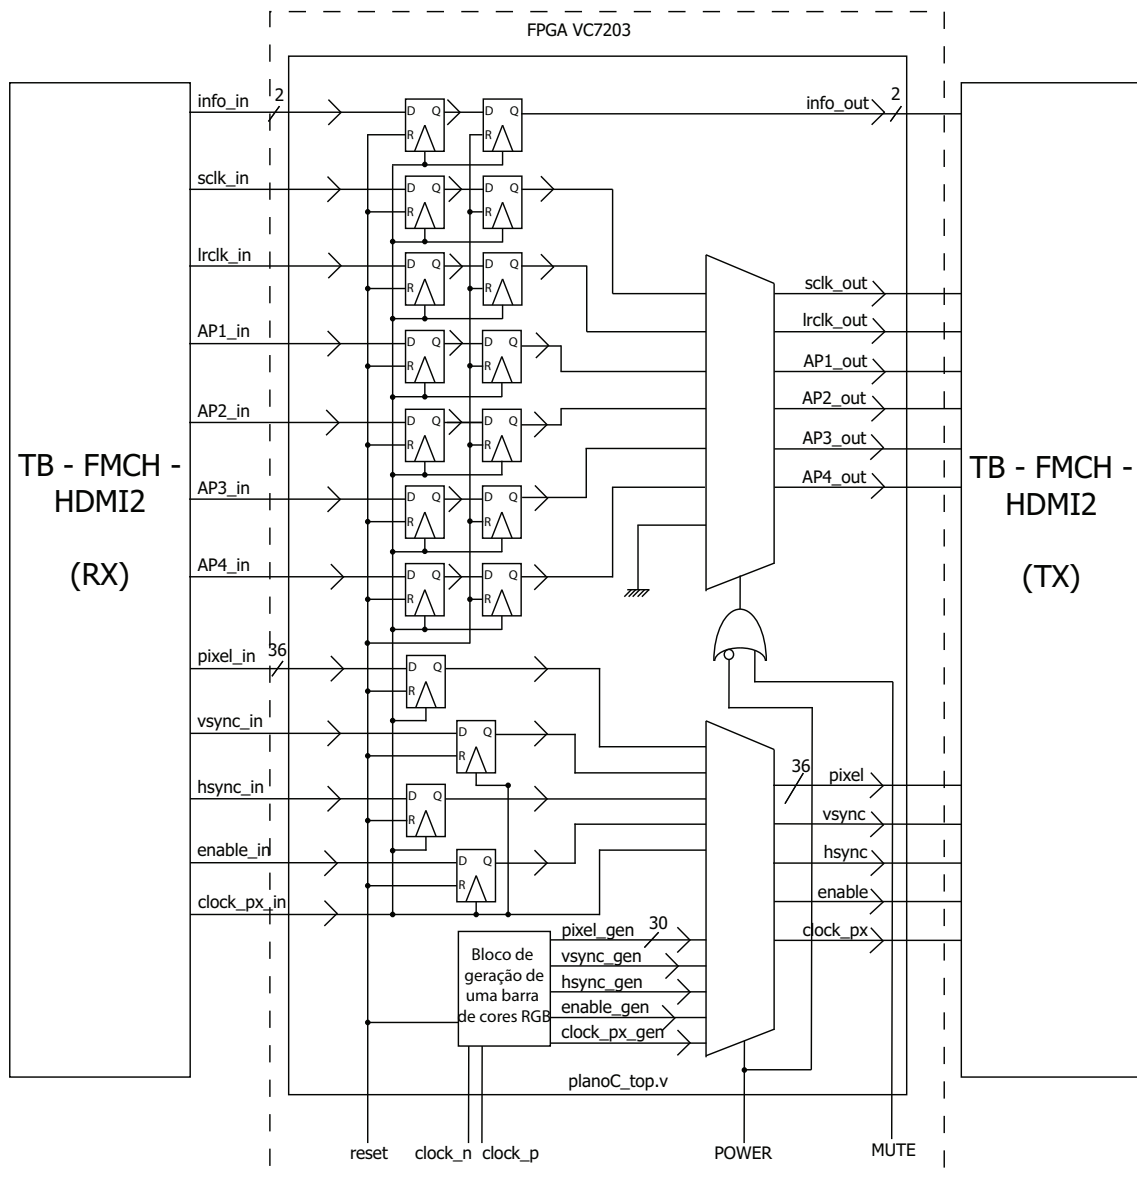 FPGA VC7203
info_in
2
D Q
R
D Q
R
info_out
2
sclk_in
D Q
R
D Q
R
lrclk_in
D Q
R
D Q
R
sclk_out
lrclk_out
AP1_in
D Q
R
D Q
R
AP1_out
AP2_in
D Q
R
D Q
R
AP2_out
AP3_in
D Q
R
D Q
R
AP3_out
AP4_in
D Q
R
D Q
R
AP4_out
TB - FMCH -
HDMI2
(RX)
TB - FMCH -
HDMI2
(TX)
pixel_in
36
D Q
R
vsync_in
D Q
R
hsync_in
D Q
R
enable_in
D Q
R
clock_px_in
36
pixel
vsync
hsync
enable
clock_px
Bloco de
geração de
uma barra
de cores RGB
pixel_gen
30
vsync_gen
hsync_gen
enable_gen
clock_px_gen
planoC_top.v
reset
clock_n
clock_p
POWER
MUTE